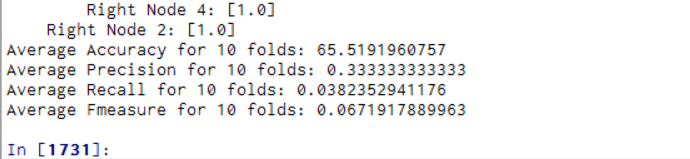 Right Node 4: [1.0]
Right Node 2: [1.0]
Average Accuracy for 10 folds: 65.5191960757
Average Precision for 10 folds: 0.333333333333
Average Recall for 10 folds: 0.0382352941176
Average Fmeasure for 10 folds: 0.0671917889963
In [1731]: